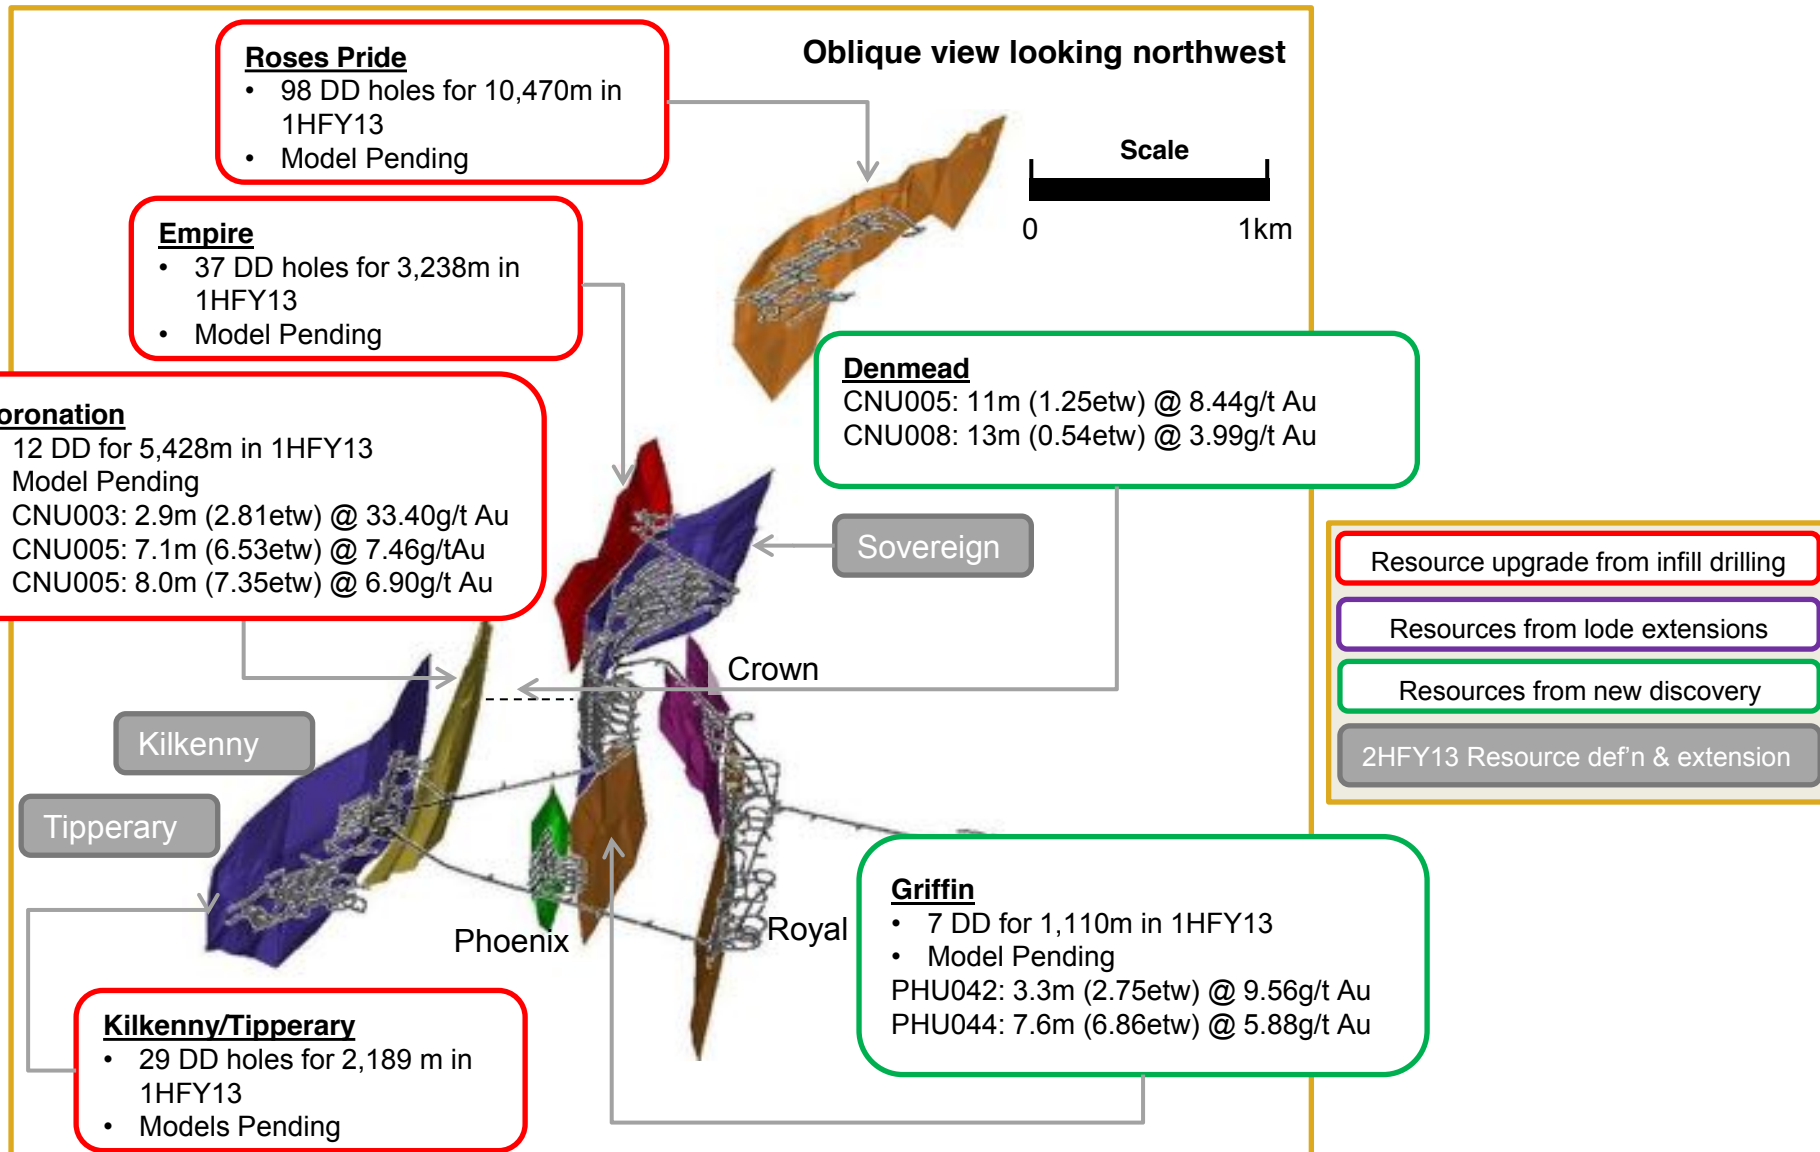 Oblique view looking northwest
Roses Pride
• 98 DD holes for 10,470m in
1HFY13
• Model Pending
Scale
0 1km
Empire
• 37 DD holes for 3,238m in
1HFY13
• Model Pending
Denmead
CNU005: 11m (1.25etw) @ 8.44g/t Au
CNU008: 13m (0.54etw) @ 3.99g/t Au
oronation
12 DD for 5,428m in 1HFY13
Model Pending
CNU003: 2.9m (2.81etw) @ 33.40g/t Au
CNU005: 7.1m (6.53etw) @ 7.46g/tAu
CNU005: 8.0m (7.35etw) @ 6.90g/t Au
Sovereign
Resource upgrade from infill drilling
Resources from lode extensions
Resources from new discovery
2HFY13 Resource def'n & extension
Crown
Kilkenny
Tipperary
Phoenix
Royal
Griffin
• 7 DD for 1,110m in 1HFY13
• Model Pending
PHU042: 3.3m (2.75etw) @ 9.56g/t Au
PHU044: 7.6m (6.86etw) @ 5.88g/t Au
Kilkenny/Tipperary
• 29 DD holes for 2,189 m in
1HFY13
• Models Pending